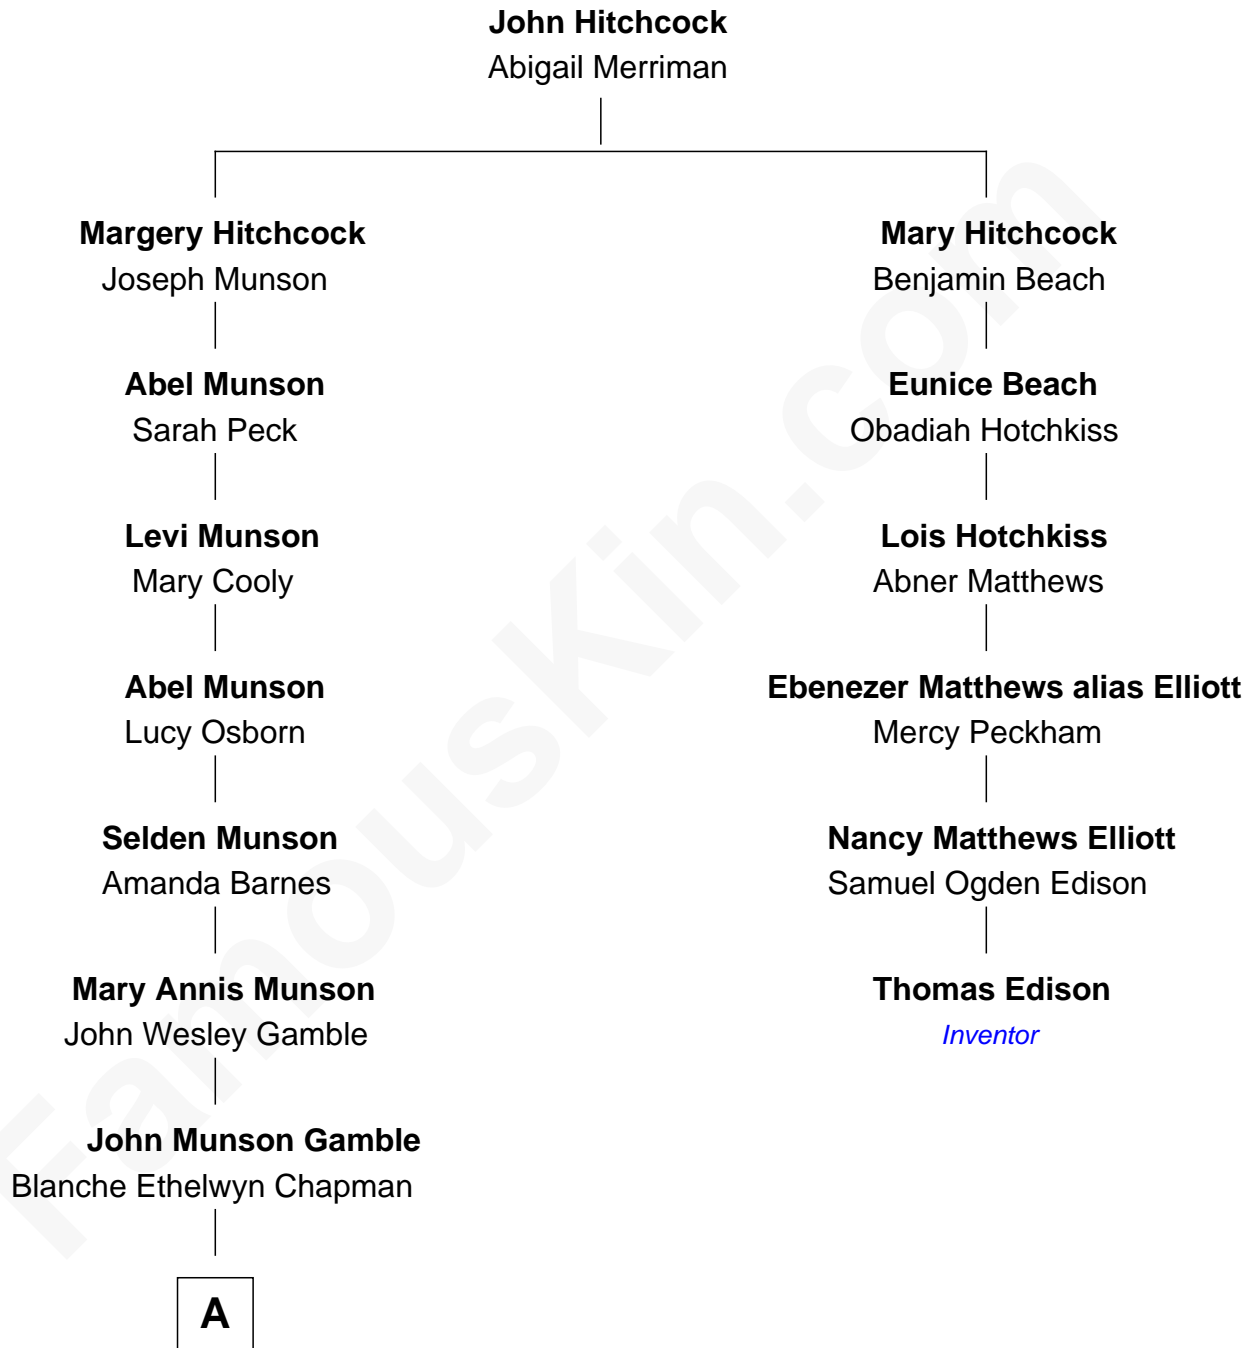 John Hitchcock
Abigail Merriman
Margery Hitchcock
Joseph Munson
Mary Hitchcock
Benjamin Beach
Abel Munson
Sarah Peck
Eunice Beach
Obadiah Hotchkiss
Levi Munson
Mary Cooly
Lois Hotchkiss
Abner Matthews
Abel Munson
Lucy Osborn
Ebenezer Matthews alias Elliott
Mercy Peckham
Selden Munson
Amanda Barnes
Nancy Matthews Elliott
Samuel Ogden Edison
Mary Annis Munson
John Wesley Gamble
Thomas Edison
Inventor
John Munson Gamble
Blanche Ethelwyn Chapman
A
FamousKin.com